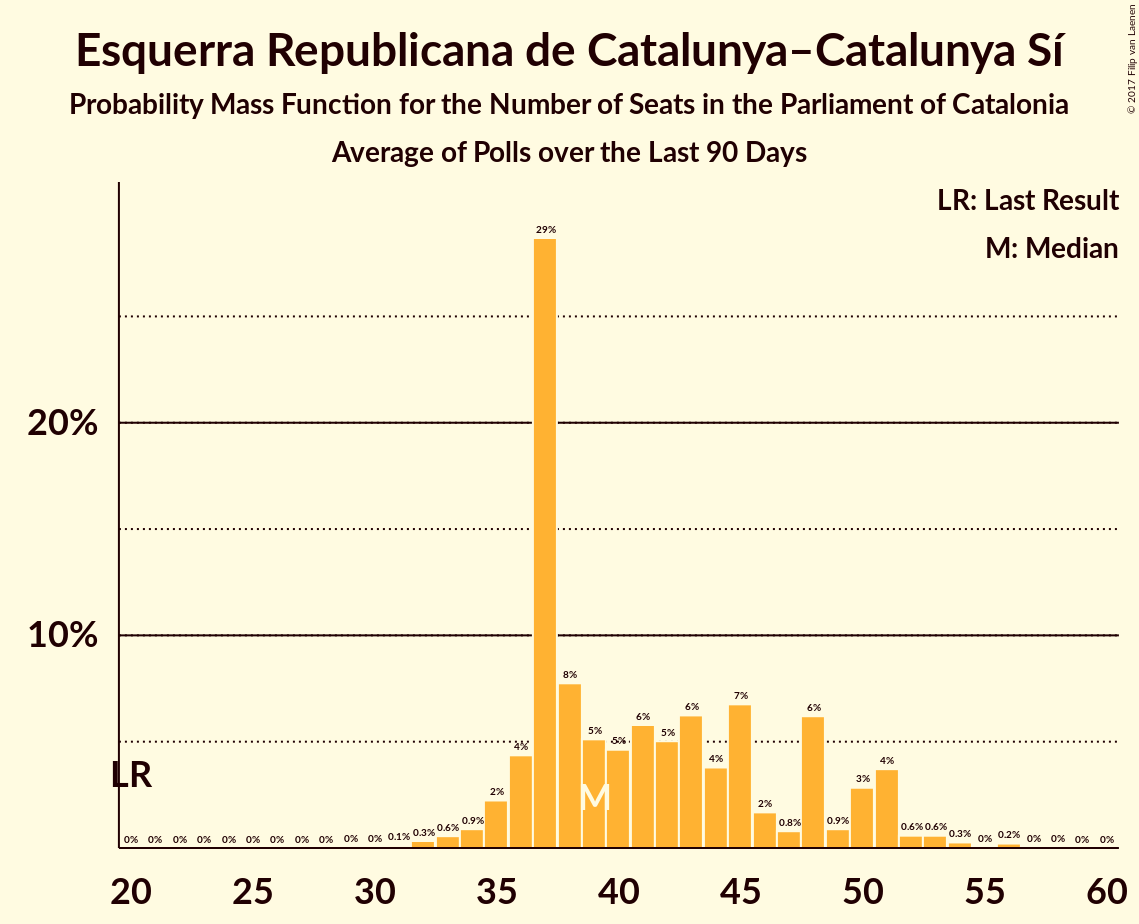 Esquerra Republicana de Catalunya–Catalunya Sí
Probability Mass Function for the Number of Seats in the Parliament of Catalonia
Average of Polls over the Last 90 Days
© 2017 Filip van Laenen
LR: Last Result
M: Median
29%
20%
10%
8%
7%
6%
6%
6%
5%
5%
5%
4%
4%
4%
3%
2%
2%
LR
M
0% 0% 0% 0% 0% 0% 0% 0% 0% 0% 0% 0.1% 0.3% 0.6% 0.9% 0.8% 0.9% 0.6% 0.6% 0.3% 0% 0.2% 0% 0% 0% 0%
20 25 30 35 40 45 50 55 60